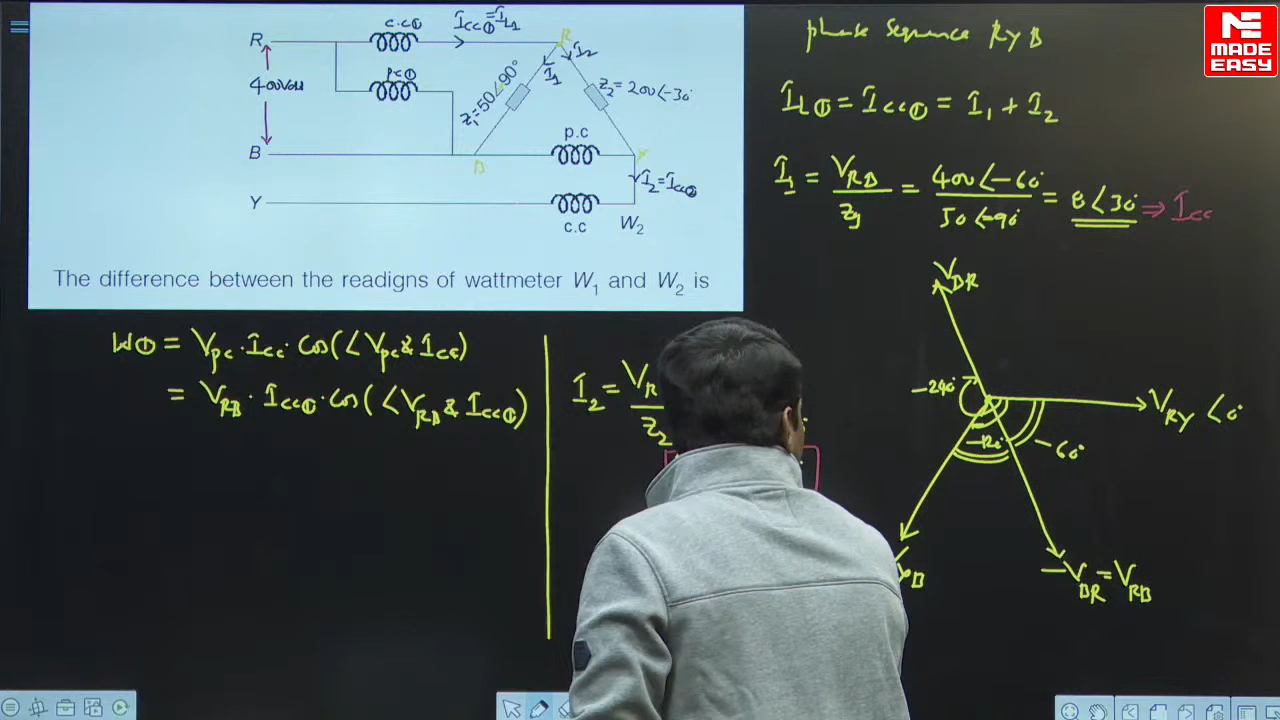 c.c①
I_CC① = I_L1
R
P.C①
400Volt
B
Y
Z₁=50∠90°
I₁
I₂
Z₂=200∠-30°
R
B
Y
p.c
I₂=I_CC②
c.c
W₂
The difference between the readigns of wattmeter W₁ and W₂ is
phase sequence RYB
NE
MADE
EASY
I_L① = I_CC① = I₁ + I₂
I₁ = V_RB / Z₁ = 400∠-60° / 50∠-90° = 8∠30° ⇒ I_CC
W① = V_PC · I_CC · Cos(∠V_PC & I_CC)
= V_RB · I_CC① · Cos(∠V_RB & I_CC①)
I₂ = V_R
Z₂
V_BR
-240°
V_RY ∠0°
-120°
-60°
-V_BR = V_RB